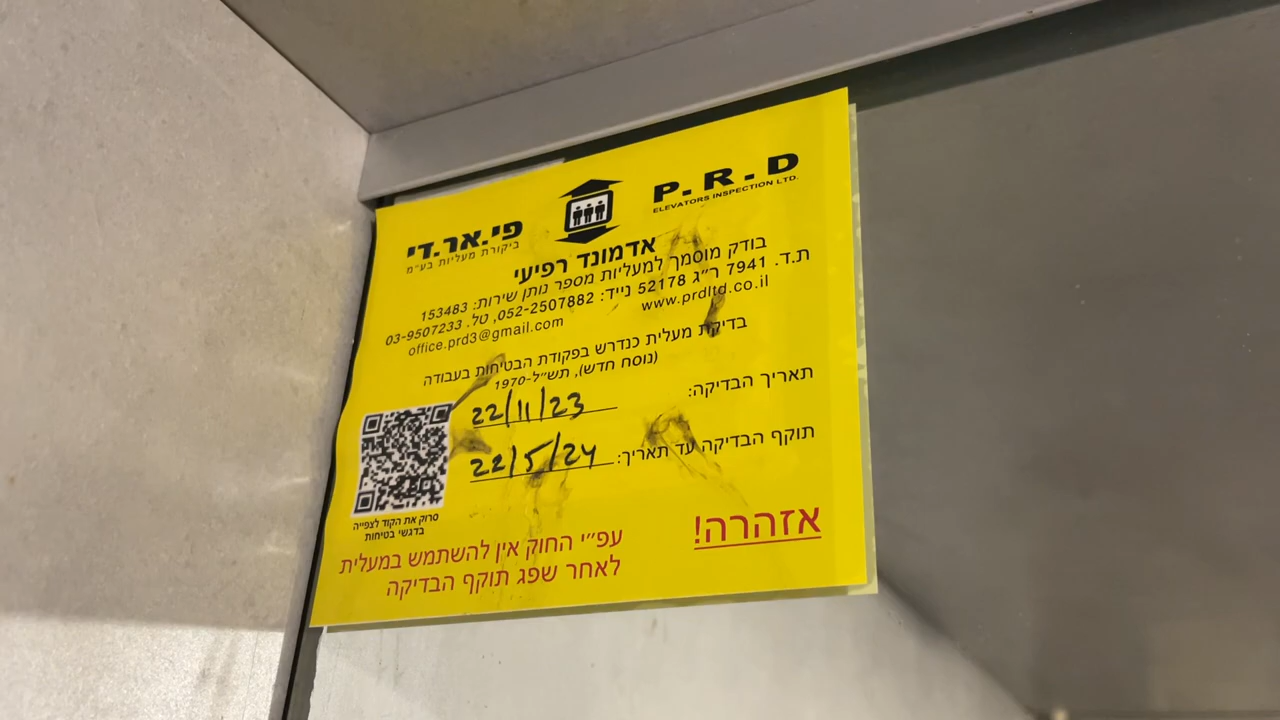 P.R.D
ELEVATORS INSPECTION LTD.
פי.אר.די
ביקורת מעליות בע״מ
אדמונד רפיעי
בודק מוסמך למעליות מספר נותן שירות: 153483
ת.ד. 7941 ר״ג 52178 נייד: 052-2507882, טל. 03-9507233
www.prdltd.co.il office.prd3@gmail.com
בדיקת מעלית כנדרש בפקודת הבטיחות בעבודה
(נוסח חדש), תש״ל-1970
תאריך הבדיקה: 22/11/23
תוקף הבדיקה עד תאריך: 22/5/24
סרוק את הקוד לצפייה
בדגשי בטיחות
אזהרה!
עפ״י החוק אין להשתמש במעלית
לאחר שפג תוקף הבדיקה